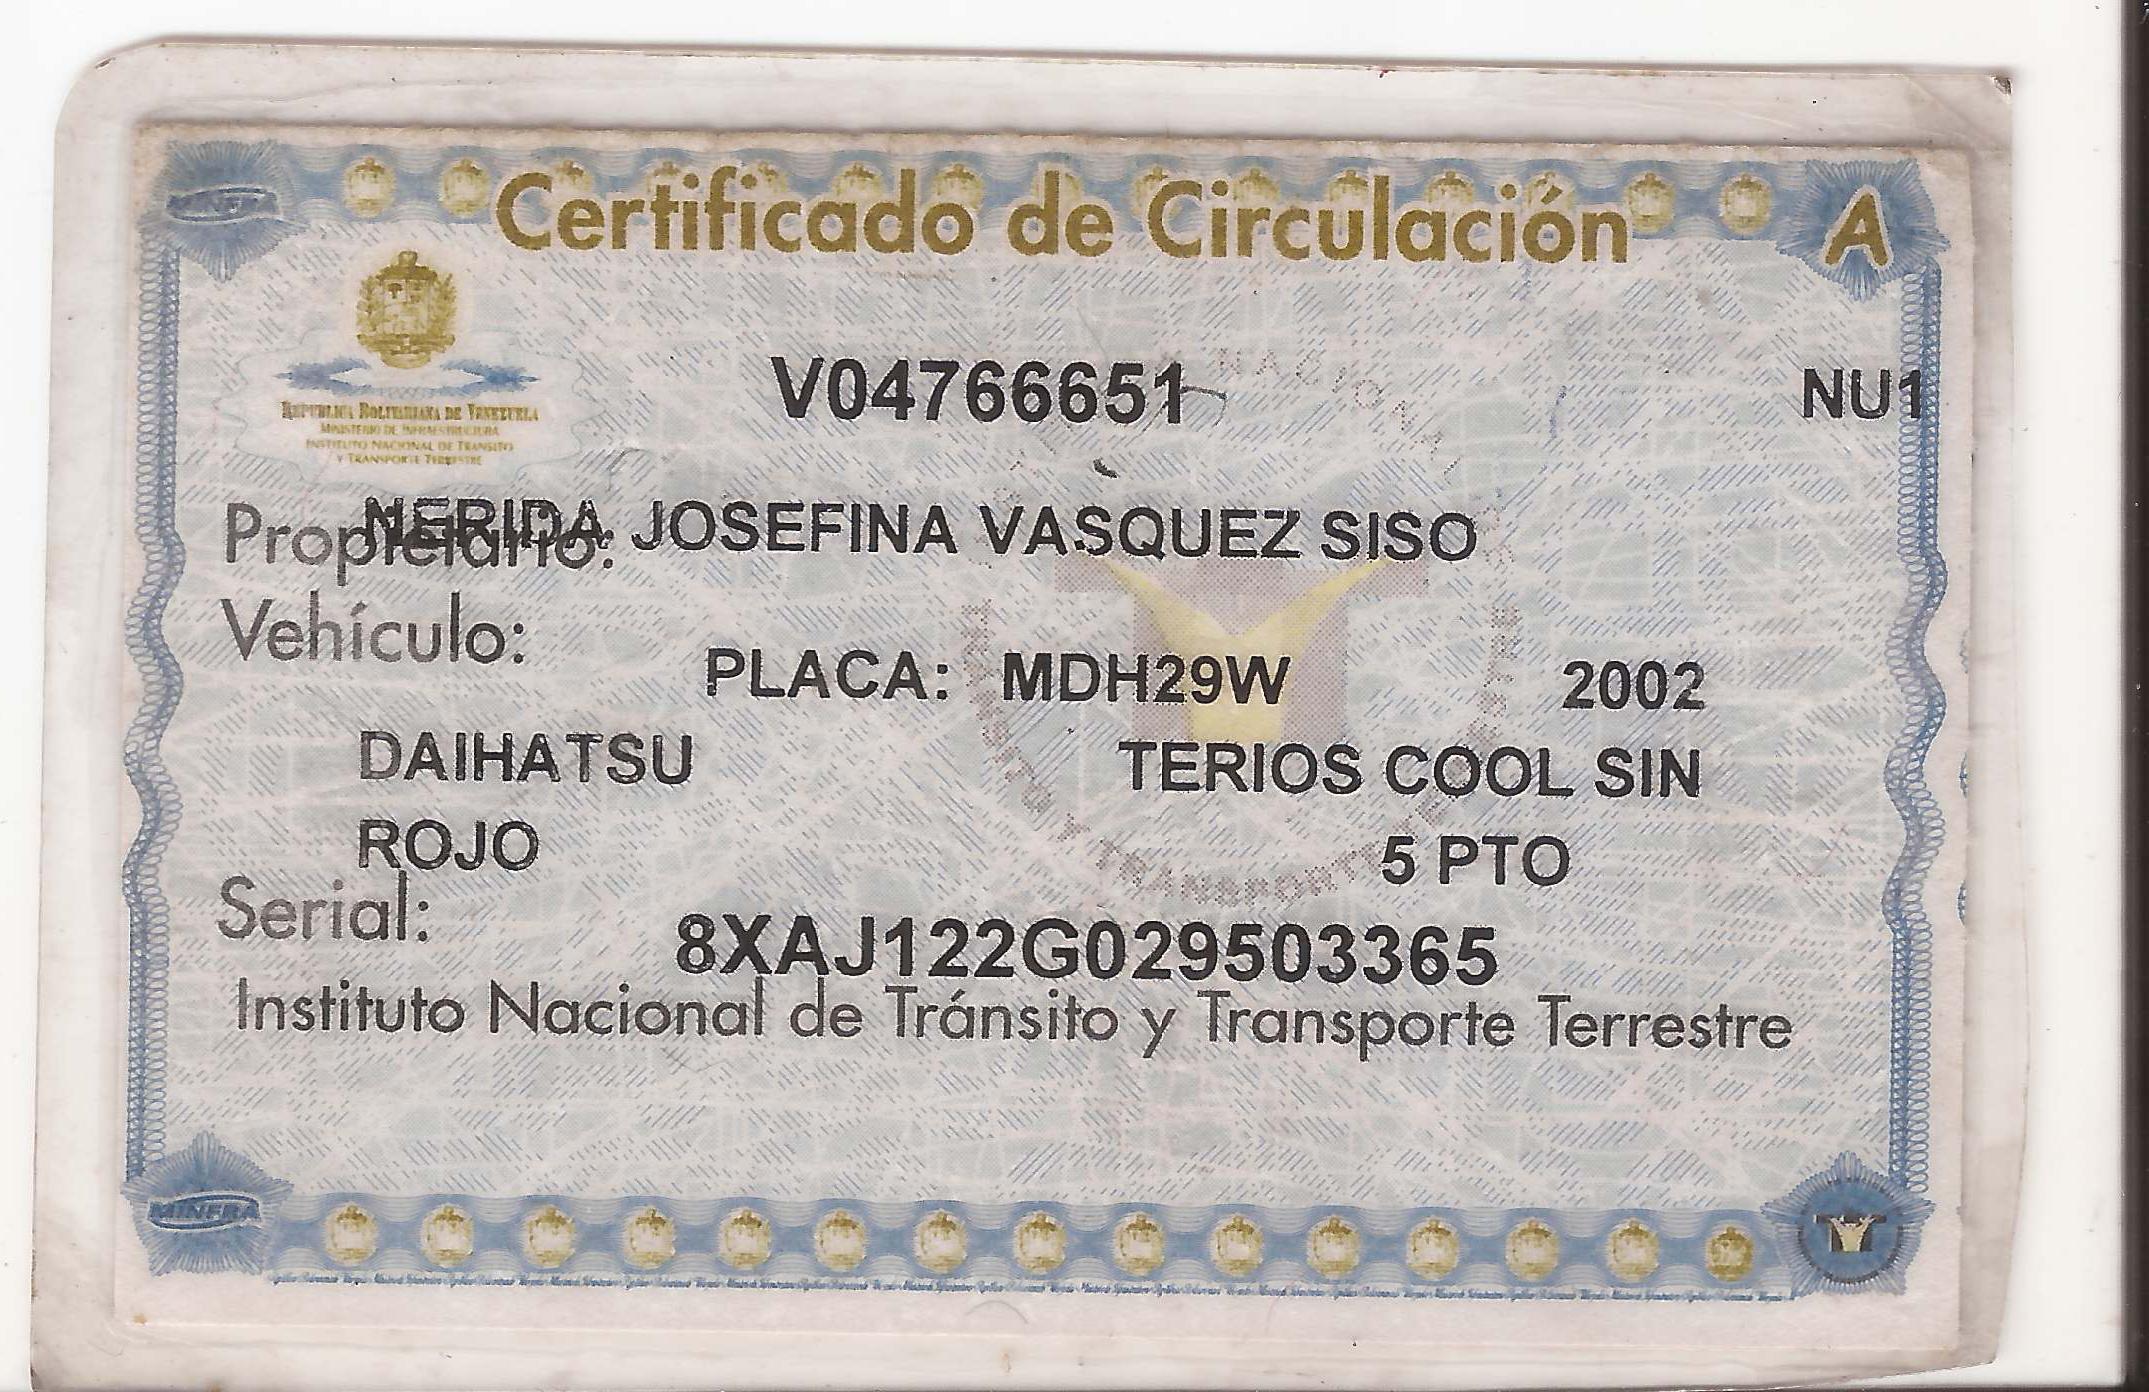 Certificado de Circulación
A
MINFRA
REPUBLICA BOLIVARIANA DE VENEZUELA
MINISTERIO DE INFRAESTRUCTURA
INSTITUTO NACIONAL DE TRANSITO
Y TRANSPORTE TERRESTRE
V04766651 NU1
Propietario: NERIDA JOSEFINA VASQUEZ SISO
Vehículo:
PLACA: MDH29W 2002
DAIHATSU TERIOS COOL SIN
ROJO 5 PTO
Serial:
8XAJ122G029503365
Instituto Nacional de Tránsito y Transporte Terrestre
MINFRA